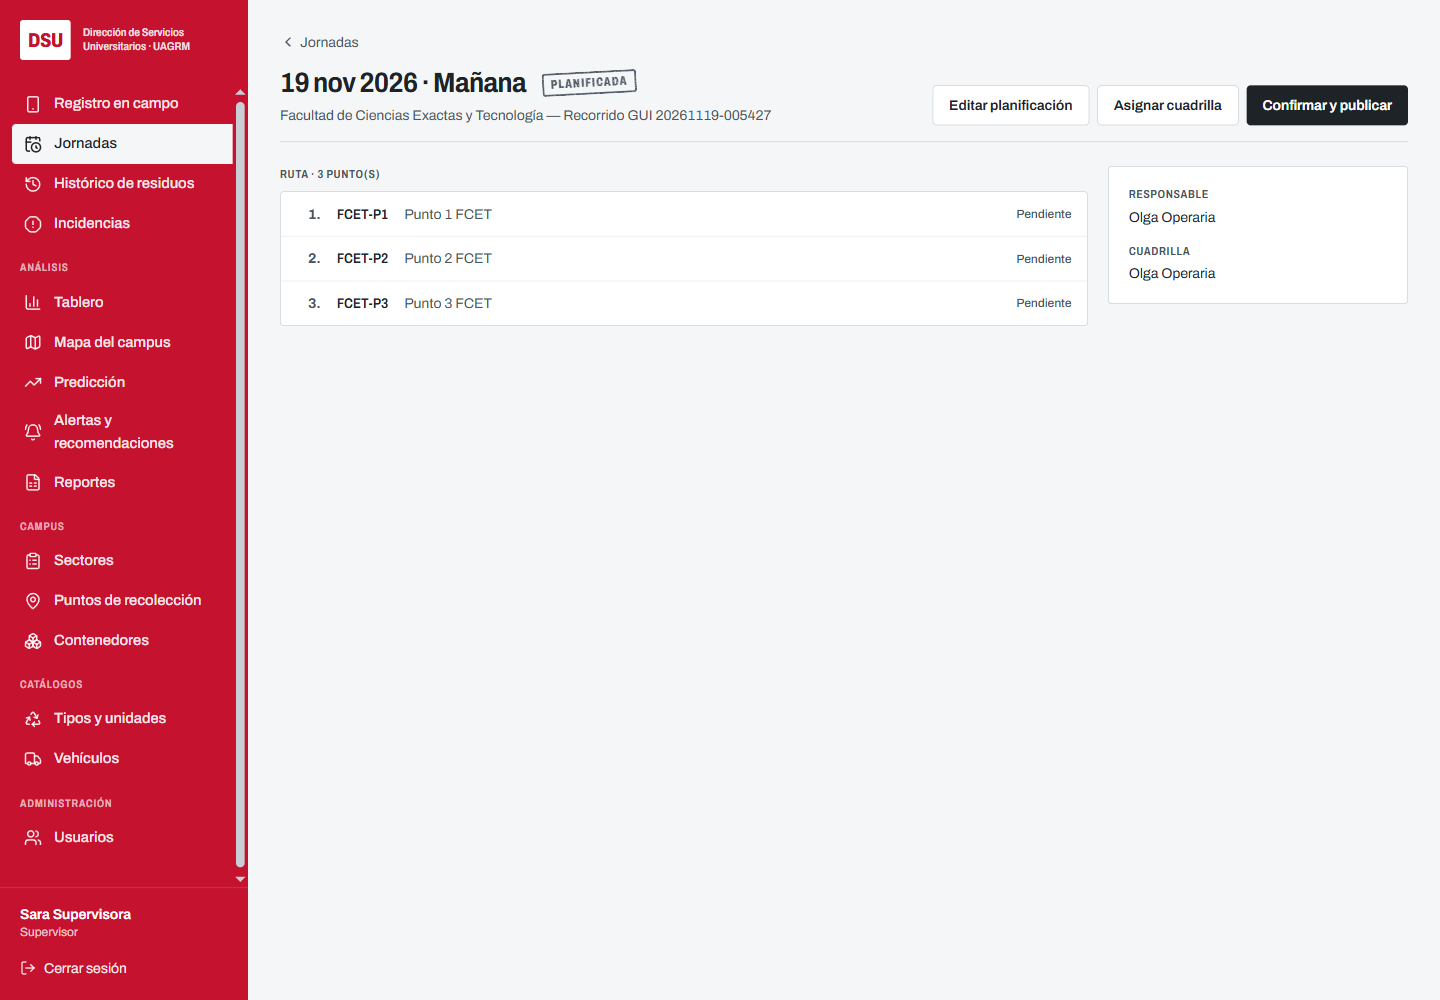 DSU
Dirección de Servicios
Universitarios · UAGRM
Registro en campo
Jornadas
Histórico de residuos
Incidencias
ANÁLISIS
Tablero
Mapa del campus
Predicción
Alertas y
recomendaciones
Reportes
CAMPUS
Sectores
Puntos de recolección
Contenedores
CATÁLOGOS
Tipos y unidades
Vehículos
ADMINISTRACIÓN
Usuarios
Sara Supervisora
Supervisor
Cerrar sesión
Jornadas
19 nov 2026 · Mañana PLANIFICADA
Facultad de Ciencias Exactas y Tecnología — Recorrido GUI 20261119-005427
Editar planificación Asignar cuadrilla Confirmar y publicar
RUTA · 3 PUNTO(S)
1. FCET-P1 Punto 1 FCET Pendiente
2. FCET-P2 Punto 2 FCET Pendiente
3. FCET-P3 Punto 3 FCET Pendiente
RESPONSABLE
Olga Operaria
CUADRILLA
Olga Operaria